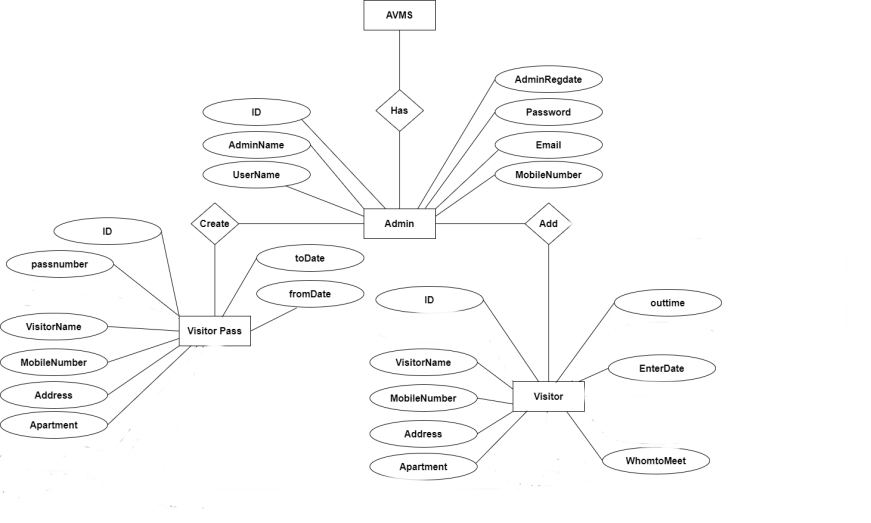 AVMS
AdminRegdate
ID
Has
Password
AdminName
Email
UserName
MobileNumber
Create
Admin
Add
ID
toDate
passnumber
fromDate
ID
outtime
VisitorName
Visitor Pass
MobileNumber
VisitorName
EnterDate
Address
MobileNumber
Visitor
Apartment
Address
Apartment
WhomtoMeet